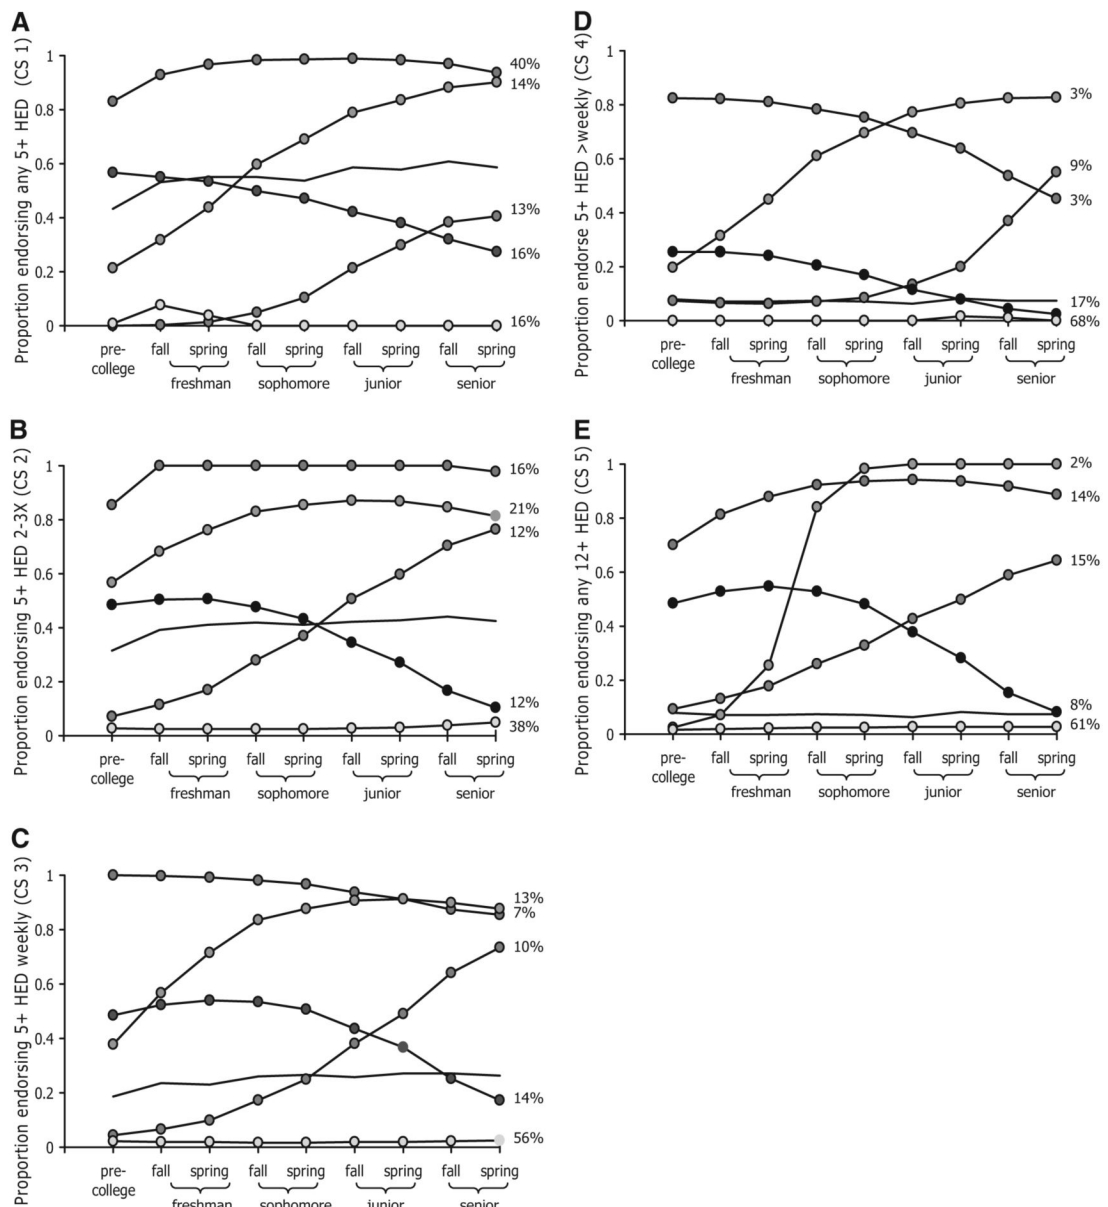 A
Proportion endorsing any 5+ HED (CS 1)
1
0.8
0.6
0.4
0.2
0
40%
14%
13%
16%
16%
pre-college
fall spring fall spring fall spring fall spring
freshman sophomore junior senior
D
Proportion endorse 5+ HED >weekly (CS 4)
1
0.8
0.6
0.4
0.2
0
3%
9%
3%
17%
68%
pre-college
fall spring fall spring fall spring fall spring
freshman sophomore junior senior
B
Proportion endorsing 5+ HED 2-3X (CS 2)
1
0.8
0.6
0.4
0.2
0
16%
21%
12%
12%
38%
pre-college
fall spring fall spring fall spring fall spring
freshman sophomore junior senior
E
Proportion endorsing any 12+ HED (CS 5)
1
0.8
0.6
0.4
0.2
0
2%
14%
15%
8%
61%
pre-college
fall spring fall spring fall spring fall spring
freshman sophomore junior senior
C
Proportion endorsing 5+ HED weekly (CS 3)
1
0.8
0.6
0.4
0.2
0
13%
7%
10%
14%
56%
pre-college
fall spring fall spring fall spring fall spring
freshman sophomore junior senior